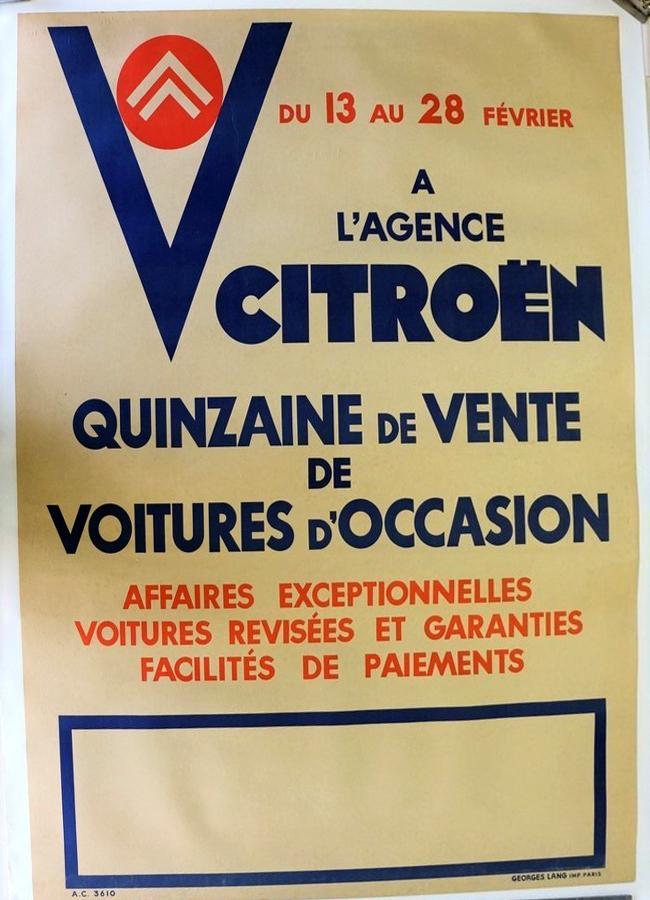 DU 13 AU 28 FÉVRIER
A
L'AGENCE
CITROËN
QUINZAINE DE VENTE
DE
VOITURES D'OCCASION
AFFAIRES EXCEPTIONNELLES
VOITURES REVISÉES ET GARANTIES
FACILITÉS DE PAIEMENTS
A.C. 3610
GEORGES LANG IMP. PARIS